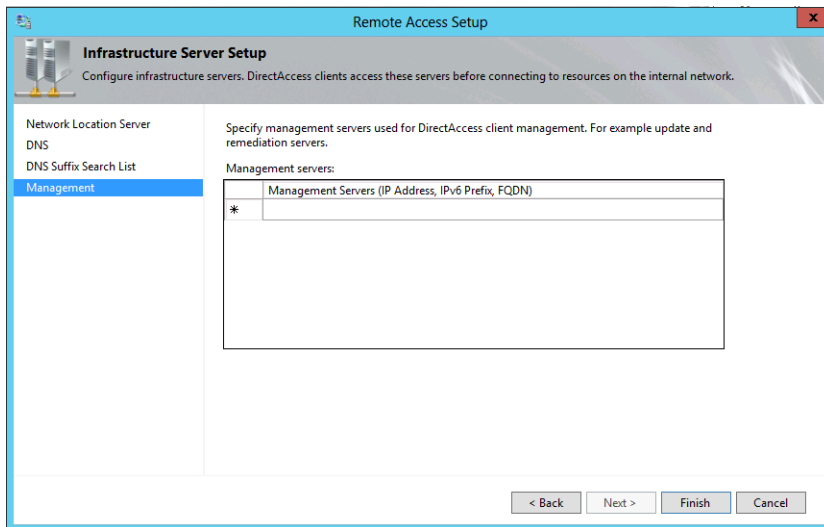 Remote Access Setup
x
Infrastructure Server Setup
Configure infrastructure servers. DirectAccess clients access these servers before connecting to resources on the internal network.
Network Location Server
DNS
DNS Suffix Search List
Management
Specify management servers used for DirectAccess client management. For example update and
remediation servers.
Management servers:
Management Servers (IP Address, IPv6 Prefix, FQDN)
*
< Back
Next >
Finish
Cancel